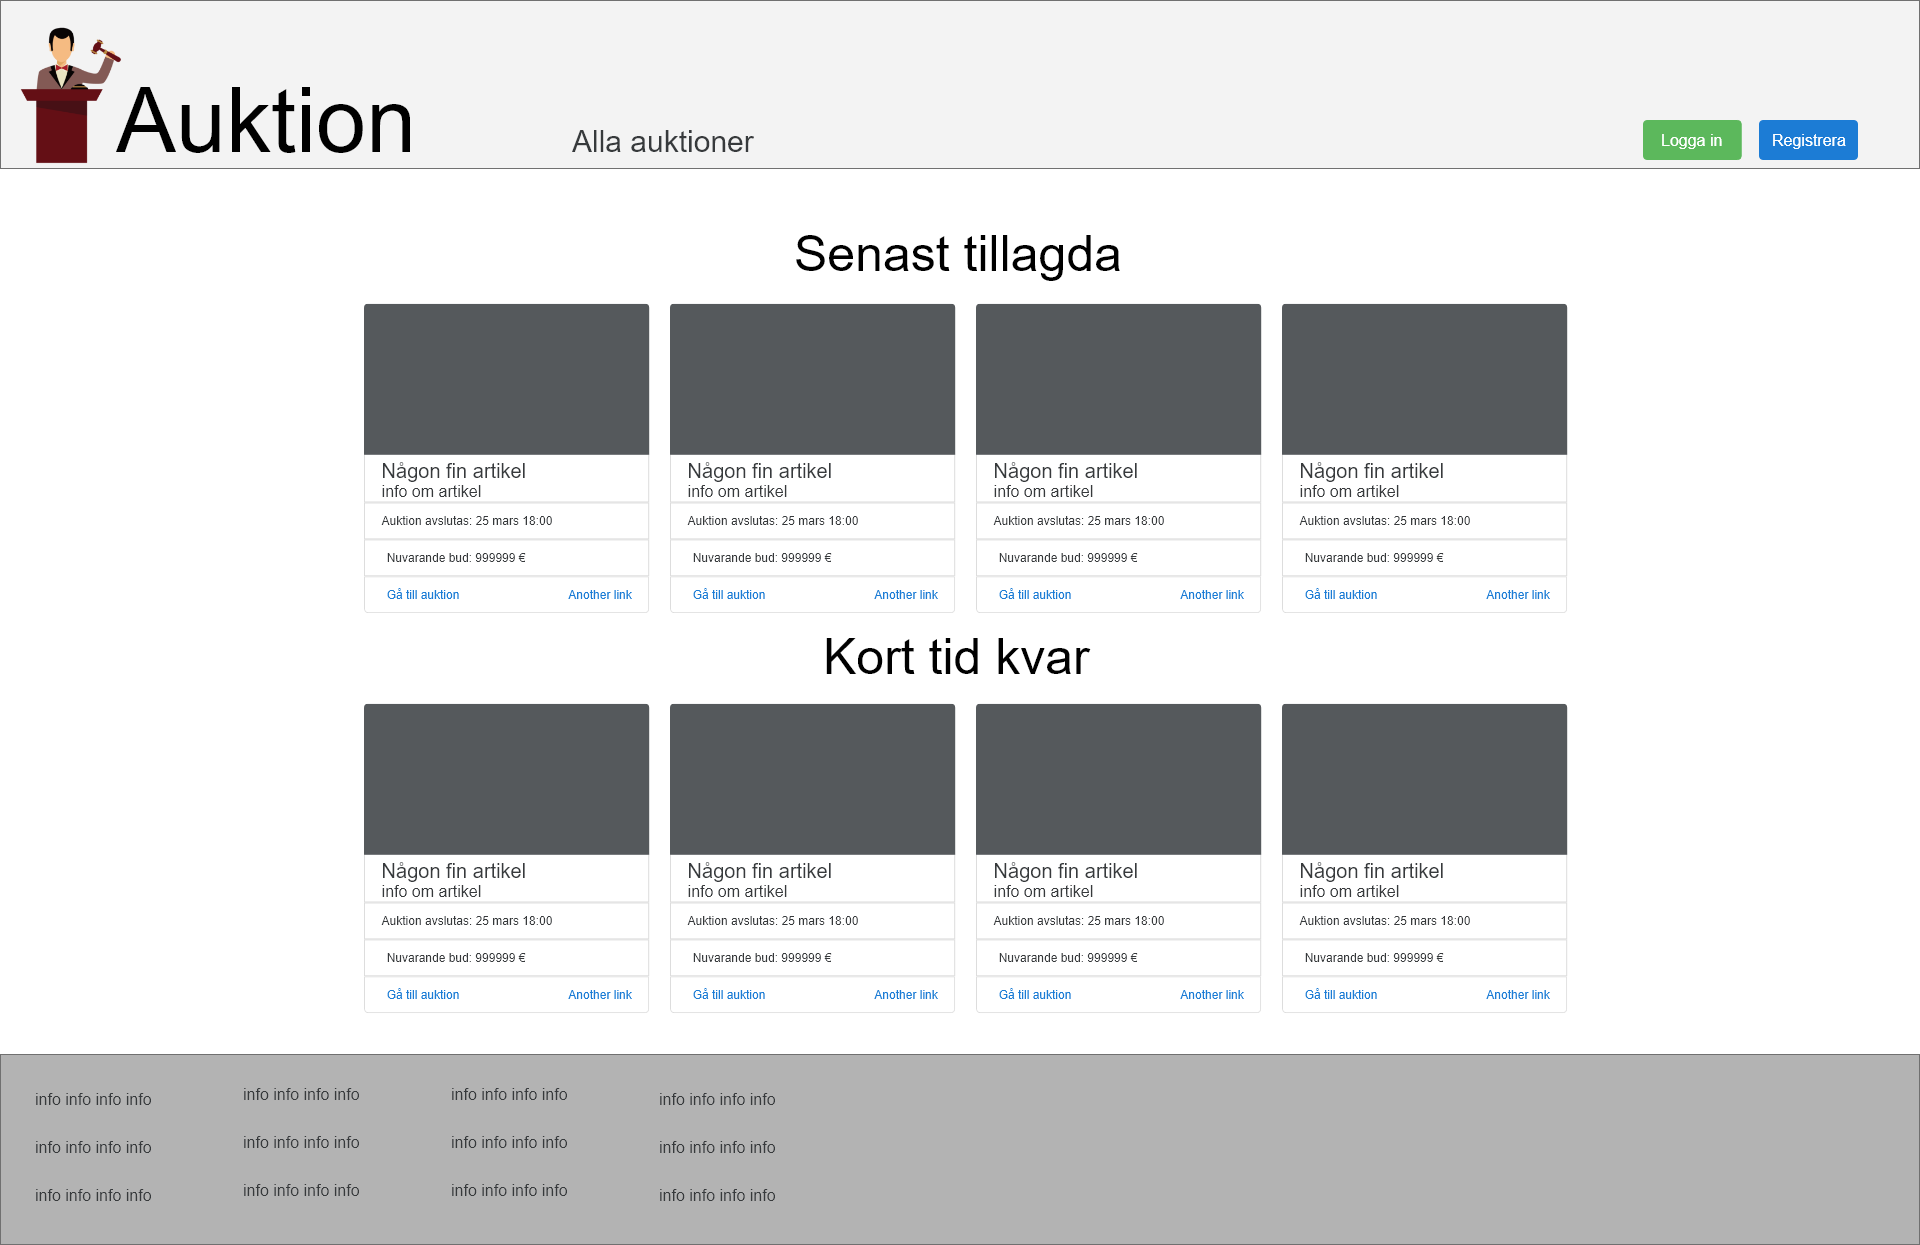 Auktion
Alla auktioner
Logga in
Registrera
Senast tillagda
Någon fin artikel
info om artikel
Auktion avslutas: 25 mars 18:00
Nuvarande bud: 999999 €
Gå till auktion
Another link
Någon fin artikel
info om artikel
Auktion avslutas: 25 mars 18:00
Nuvarande bud: 999999 €
Gå till auktion
Another link
Någon fin artikel
info om artikel
Auktion avslutas: 25 mars 18:00
Nuvarande bud: 999999 €
Gå till auktion
Another link
Någon fin artikel
info om artikel
Auktion avslutas: 25 mars 18:00
Nuvarande bud: 999999 €
Gå till auktion
Another link
Kort tid kvar
Någon fin artikel
info om artikel
Auktion avslutas: 25 mars 18:00
Nuvarande bud: 999999 €
Gå till auktion
Another link
Någon fin artikel
info om artikel
Auktion avslutas: 25 mars 18:00
Nuvarande bud: 999999 €
Gå till auktion
Another link
Någon fin artikel
info om artikel
Auktion avslutas: 25 mars 18:00
Nuvarande bud: 999999 €
Gå till auktion
Another link
Någon fin artikel
info om artikel
Auktion avslutas: 25 mars 18:00
Nuvarande bud: 999999 €
Gå till auktion
Another link
info info info info
info info info info
info info info info
info info info info
info info info info
info info info info
info info info info
info info info info
info info info info
info info info info
info info info info
info info info info